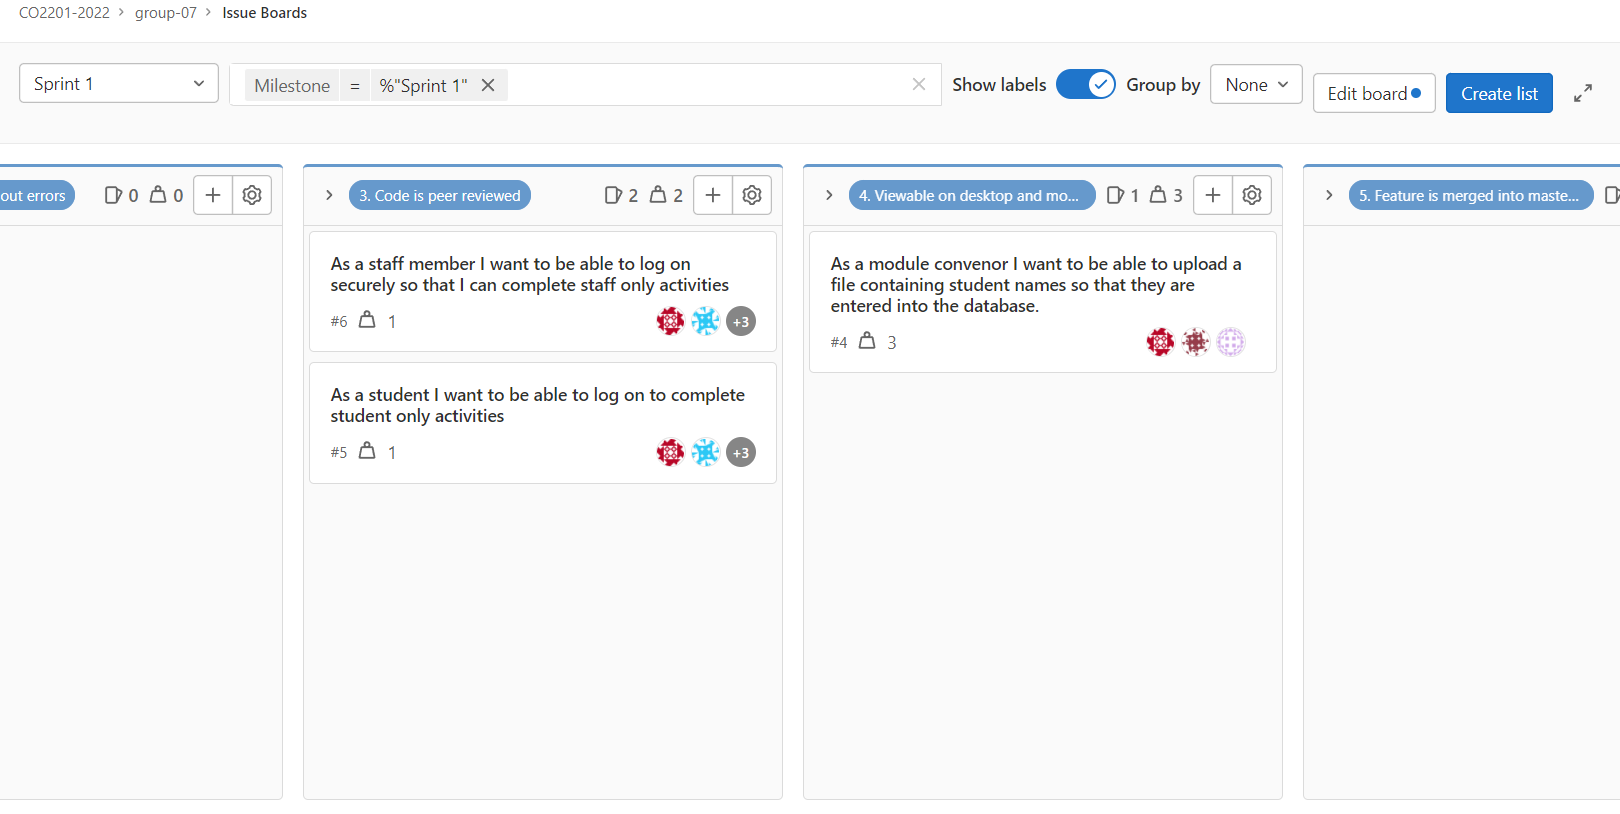 CO2201-2022 > group-07 > Issue Boards
Sprint 1
Milestone = %"Sprint 1"
Show labels
Group by
None
Edit board
Create list
out errors 0 0
3. Code is peer reviewed 2 2
4. Viewable on desktop and mo... 1 3
5. Feature is merged into maste...
As a staff member I want to be able to log on
securely so that I can complete staff only activities
#6 1 +3
As a student I want to be able to log on to complete
student only activities
#5 1 +3
As a module convenor I want to be able to upload a
file containing student names so that they are
entered into the database.
#4 3